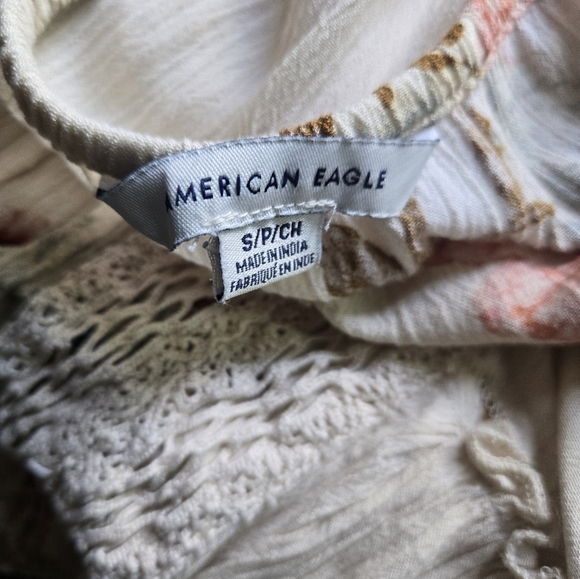 AMERICAN EAGLE
S/P/CH
MADE IN INDIA
FABRIQUÉ EN INDE